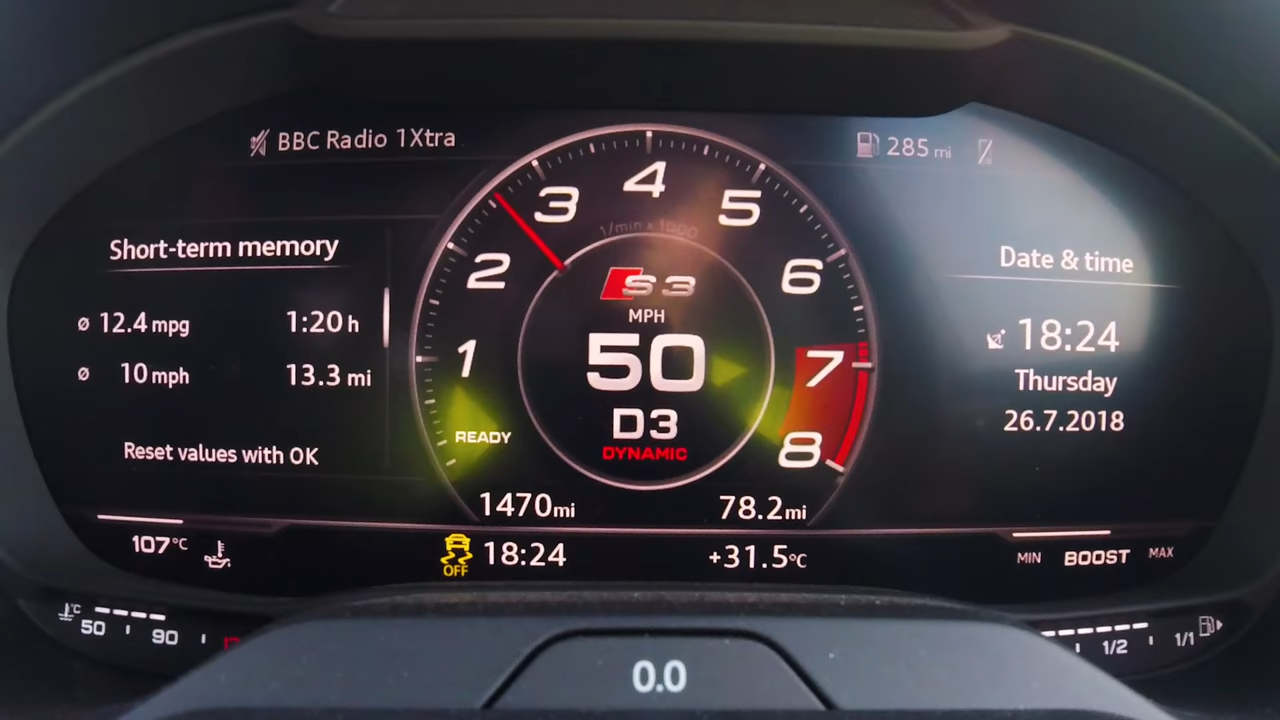 BBC Radio 1Xtra
285 mi
Short-term memory
ø 12.4 mpg 1:20 h
ø 10 mph 13.3 mi
Reset values with OK
1 2 3 4 5 6 7 8
1/min x 1000
S3
MPH
50
D3
DYNAMIC
READY
1470 mi 78.2 mi
Date & time
18:24
Thursday
26.7.2018
107 °C
OFF 18:24 +31.5 °C
MIN BOOST MAX
°C 50 90
1/2 1/1
0.0